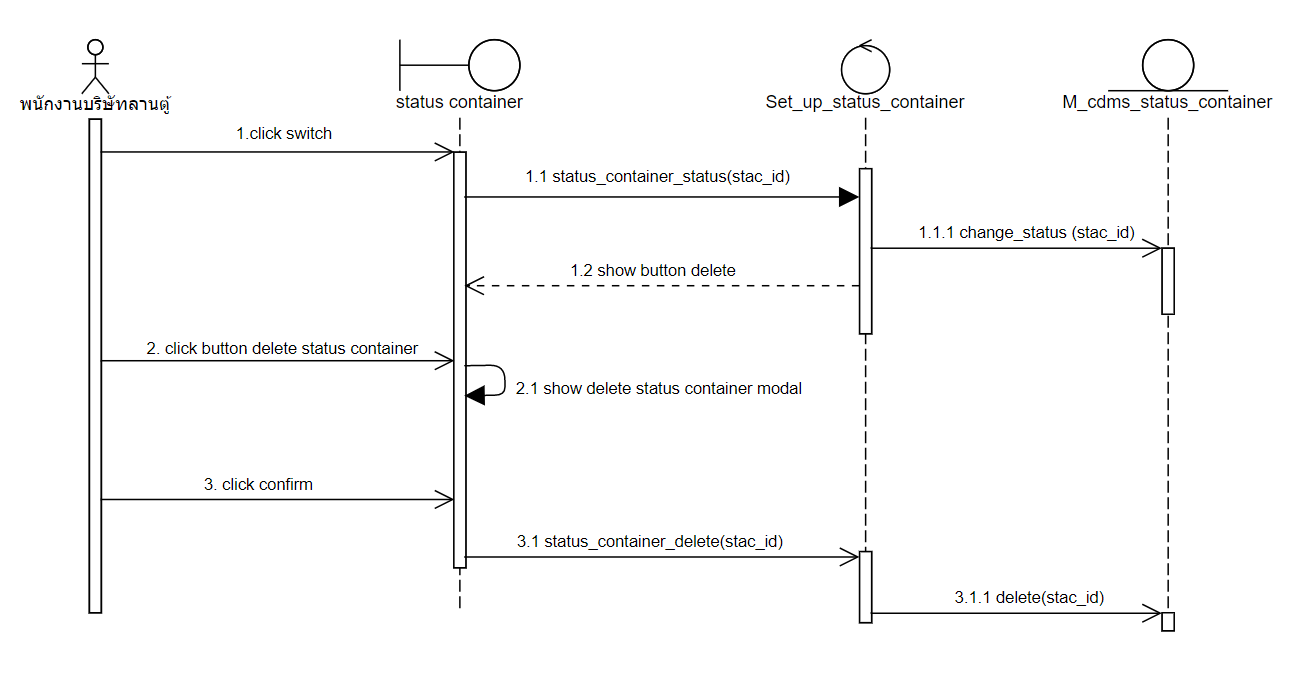 พนักงานบริษัทลานตู้
status container
Set_up_status_container
M_cdms_status_container
1.click switch
1.1 status_container_status(stac_id)
1.1.1 change_status (stac_id)
1.2 show button delete
2. click button delete status container
2.1 show delete status container modal
3. click confirm
3.1 status_container_delete(stac_id)
3.1.1 delete(stac_id)